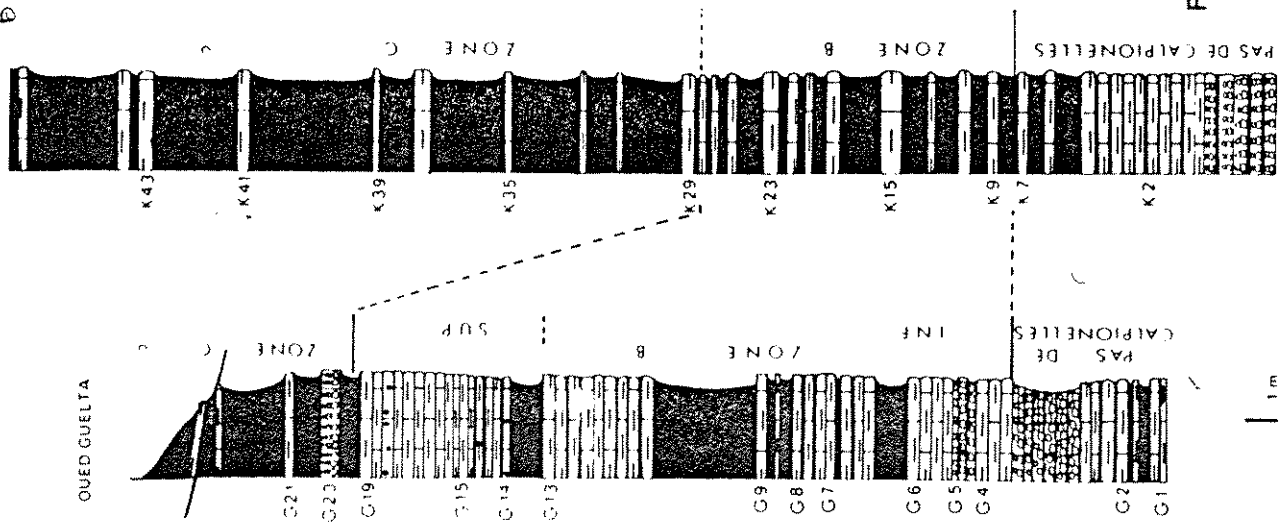 ZONE C ?
ZONE B
PAS DE CALPIONELLES
K43
K41
K39
K35
K29
K23
K15
K9
K7
K2
OUED GUELTA
ZONE C ?
SUP
ZONE B
INF
PAS DE CALPIONELLES
G21
G20
G19
G15
G14
G13
G9
G8
G7
G6
G5
G4
G2
G1
1